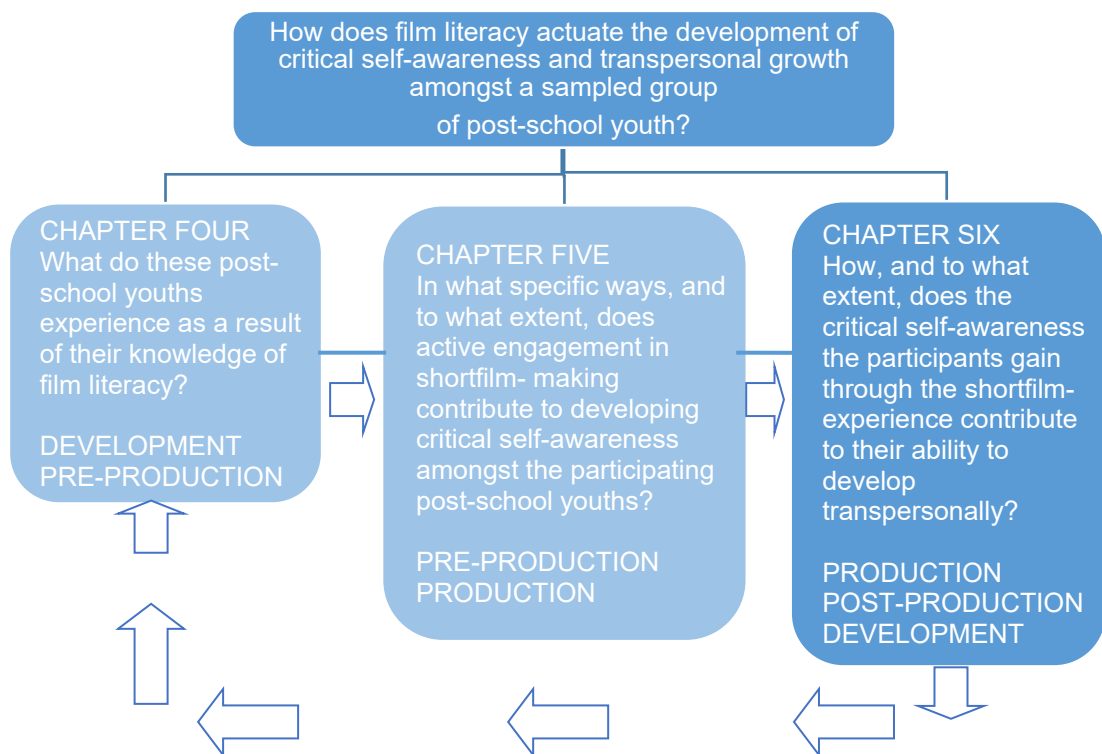 How does film literacy actuate the development of
critical self-awareness and transpersonal growth
amongst a sampled group
of post-school youth?
CHAPTER FOUR
What do these post-
school youths
experience as a result
of their knowledge of
film literacy?
DEVELOPMENT
PRE-PRODUCTION
CHAPTER FIVE
In what specific ways, and
to what extent, does
active engagement in
shortfilm- making
contribute to developing
critical self-awareness
amongst the participating
post-school youths?
PRE-PRODUCTION
PRODUCTION
CHAPTER SIX
How, and to what
extent, does the
critical self-awareness
the participants gain
through the shortfilm-
experience contribute
to their ability to
develop
transpersonally?
PRODUCTION
POST-PRODUCTION
DEVELOPMENT